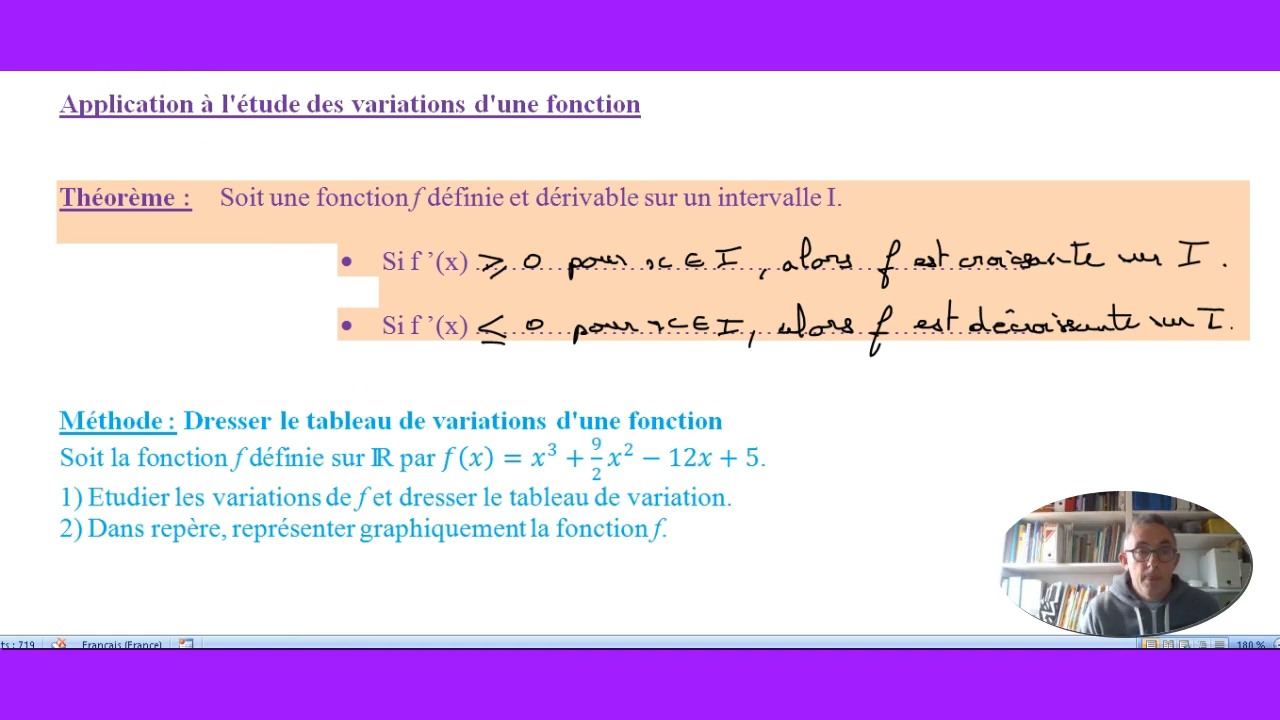 Application à l'étude des variations d'une fonction
Théorème : Soit une fonction f définie et dérivable sur un intervalle I.
• Si f ’(x) ⩾ 0 pour x ∈ I, alors f est croissante sur I.
• Si f ’(x) ≤ 0 pour x ∈ I, alors f est décroissante sur I.
Méthode : Dresser le tableau de variations d'une fonction
Soit la fonction f définie sur ℝ par f(x) = x³ + 9/2 x² − 12x + 5.
1) Etudier les variations de f et dresser le tableau de variation.
2) Dans repère, représenter graphiquement la fonction f.
ts : 719 Français (France) 180 %